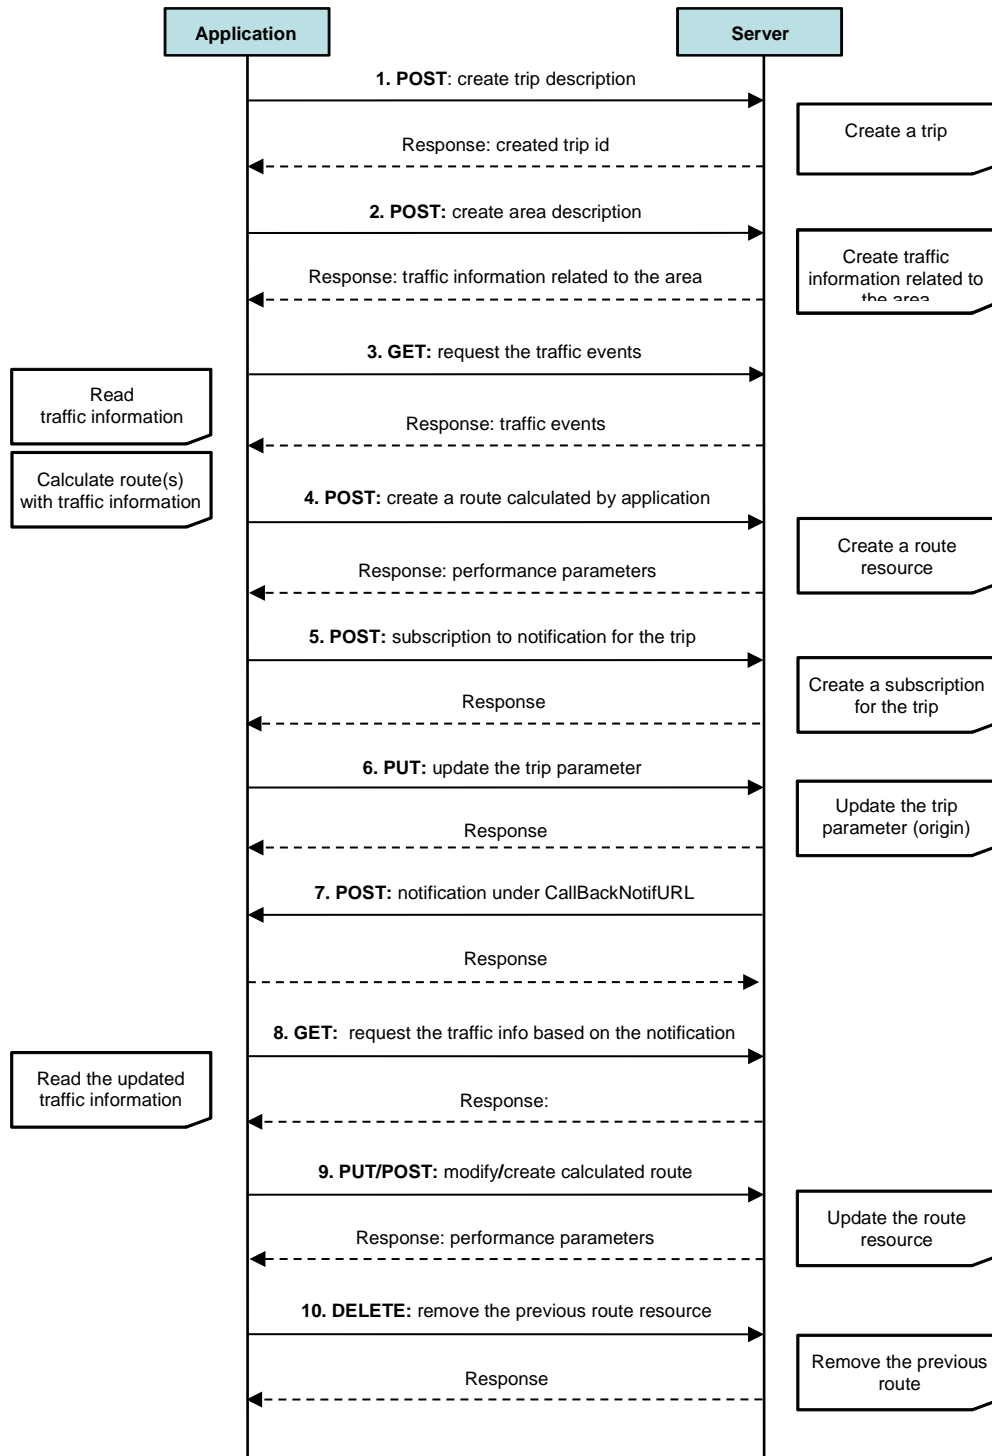 Application
Server
1. POST: create trip description
Create a trip
Response: created trip id
2. POST: create area description
Create traffic
information related to
the area
Response: traffic information related to the area
3. GET: request the traffic events
Read
traffic information
Response: traffic events
Calculate route(s)
with traffic information
4. POST: create a route calculated by application
Create a route
resource
Response: performance parameters
5. POST: subscription to notification for the trip
Create a subscription
for the trip
Response
6. PUT: update the trip parameter
Update the trip
parameter (origin)
Response
7. POST: notification under CallBackNotifURL
Response
8. GET:  request the traffic info based on the notification
Read the updated
traffic information
Response:
9. PUT/POST: modify/create calculated route
Update the route
resource
Response: performance parameters
10. DELETE: remove the previous route resource
Remove the previous
route
Response